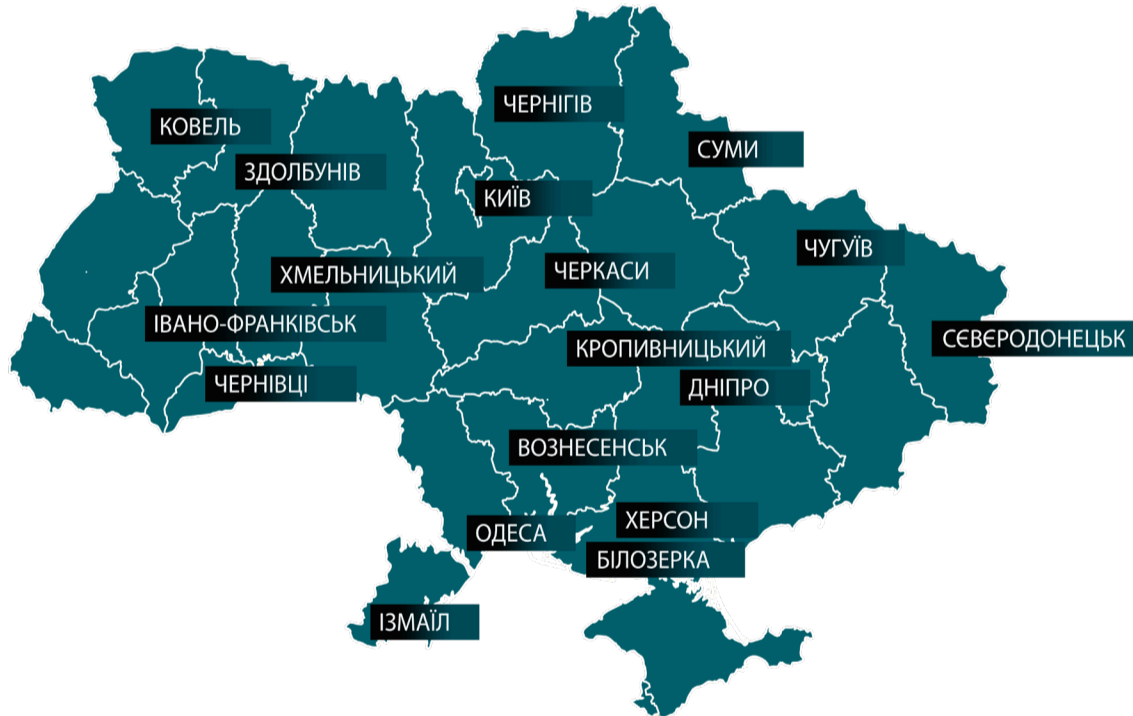 ЧЕРНІГІВ
КОВЕЛЬ
СУМИ
ЗДОЛБУНІВ
КИЇВ
ЧУГУЇВ
ХМЕЛЬНИЦЬКИЙ
ЧЕРКАСИ
ІВАНО-ФРАНКІВСЬК
СЄВЄРОДОНЕЦЬК
КРОПИВНИЦЬКИЙ
ЧЕРНІВЦІ
ДНІПРО
ВОЗНЕСЕНСЬК
ХЕРСОН
ОДЕСА
БІЛОЗЕРКА
ІЗМАЇЛ